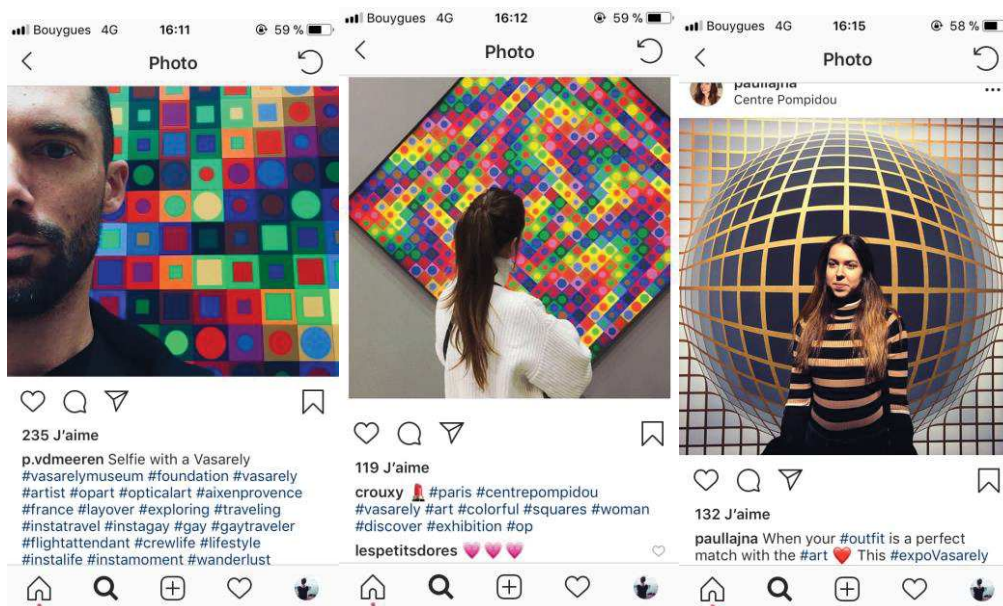 Bouygues 4G 16:11 59 %
Photo
235 J'aime
p.vdmeeren Selfie with a Vasarely
#vasarelymuseum #foundation #vasarely
#artist #opart #opticalart #aixenprovence
#france #layover #exploring #traveling
#instatravel #instagay #gay #gaytraveler
#flightattendant #crewlife #lifestyle
#instalife #instamoment #wanderlust
Bouygues 4G 16:12 59 %
Photo
119 J'aime
crouxy 💄 #paris #centrepompidou
#vasarely #art #colorful #squares #woman
#discover #exhibition #op
lespetitsdores 💗💗💗
Bouygues 4G 16:15 58 %
Photo
paullajna
Centre Pompidou
132 J'aime
paullajna When your #outfit is a perfect
match with the #art ❤️ This #expoVasarely